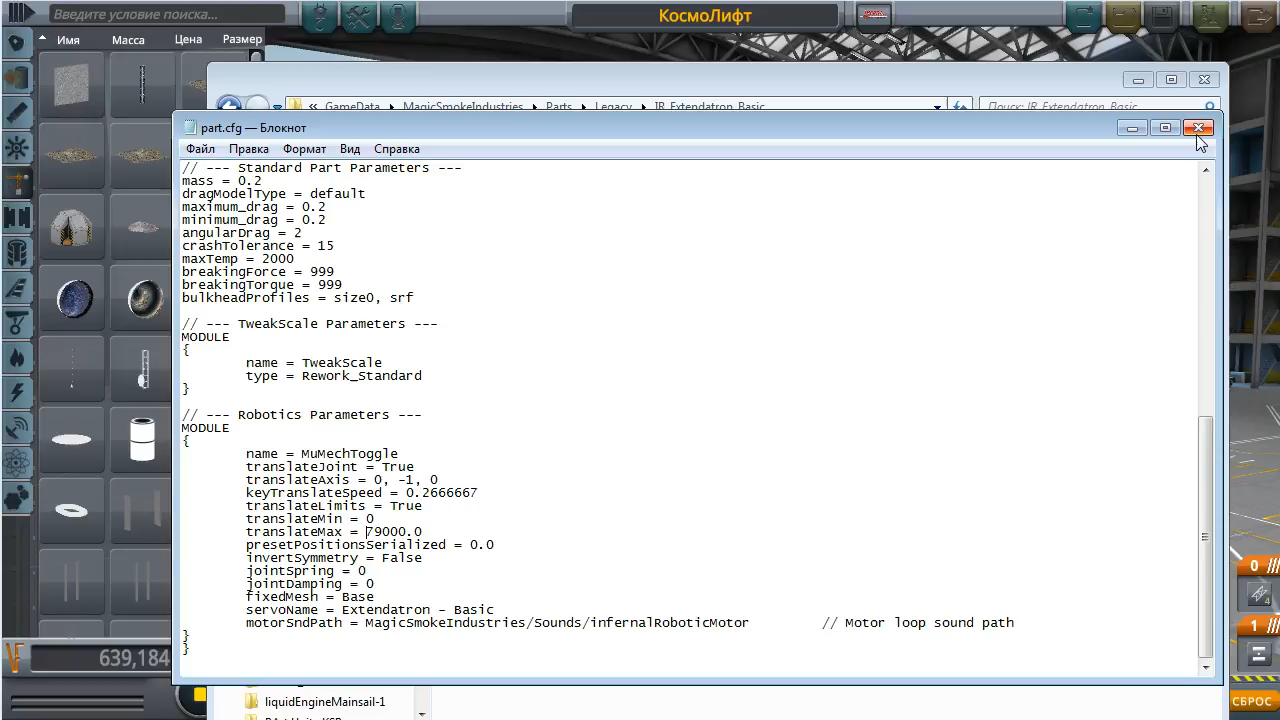 Введите условие поиска...
КосмоЛифт
Имя Масса Цена Размер
GameData MagicSmokeIndustries Parts Legacy IR_Extendatron_Basic
Поиск: IR_Extendatron_Basic
part.cfg — Блокнот
Файл Правка Формат Вид Справка
// --- Standard Part Parameters ---
mass = 0.2
dragModelType = default
maximum_drag = 0.2
minimum_drag = 0.2
angularDrag = 2
crashTolerance = 15
maxTemp = 2000
breakingForce = 999
breakingTorque = 999
bulkheadProfiles = size0, srf
// --- TweakScale Parameters ---
MODULE
{
name = TweakScale
type = Rework_Standard
}
// --- Robotics Parameters ---
MODULE
{
name = MuMechToggle
translateJoint = True
translateAxis = 0, -1, 0
keyTranslateSpeed = 0.2666667
translateLimits = True
translateMin = 0
translateMax = 79000.0
presetPositionsSerialized = 0.0
invertSymmetry = False
jointSpring = 0
jointDamping = 0
fixedMesh = Base
servoName = Extendatron - Basic
motorSndPath = MagicSmokeIndustries/Sounds/infernalRoboticMotor // Motor loop sound path
}
}
0
4
1
639,184
liquidEngineMainsail-1
СБРОС